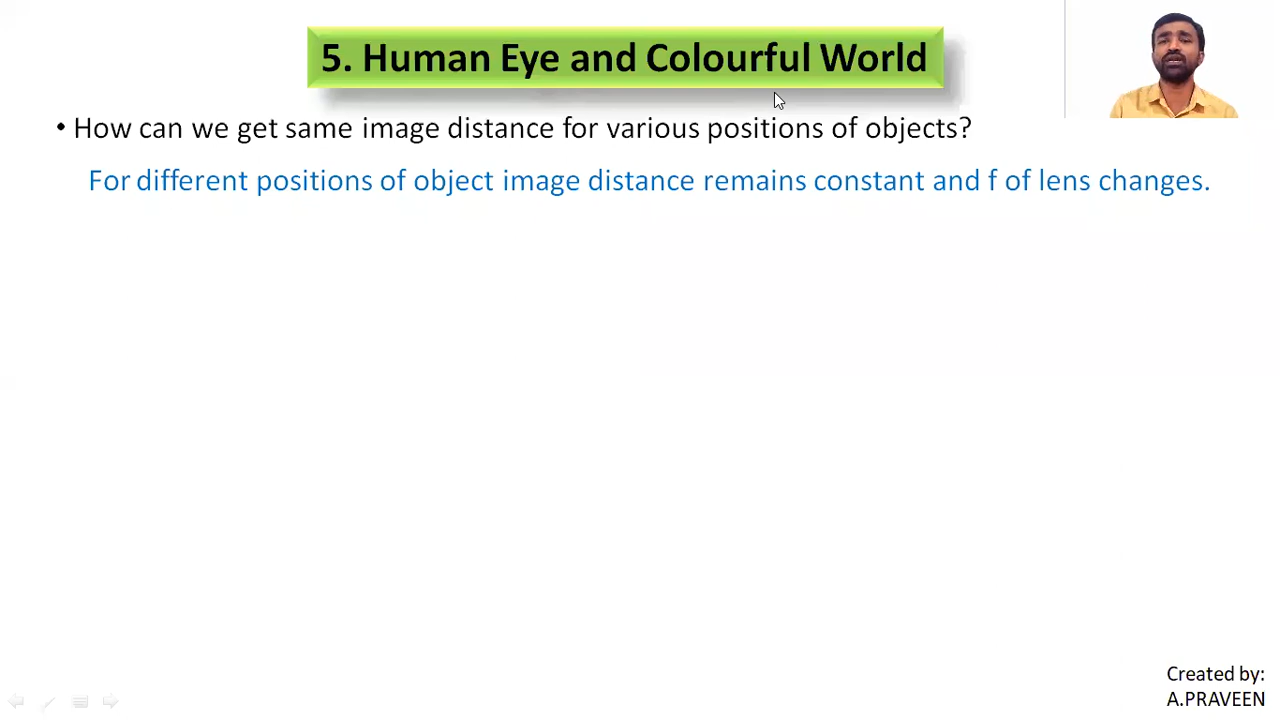 5. Human Eye and Colourful World
• How can we get same image distance for various positions of objects?
For different positions of object image distance remains constant and f of lens changes.
Created by:
A.PRAVEEN